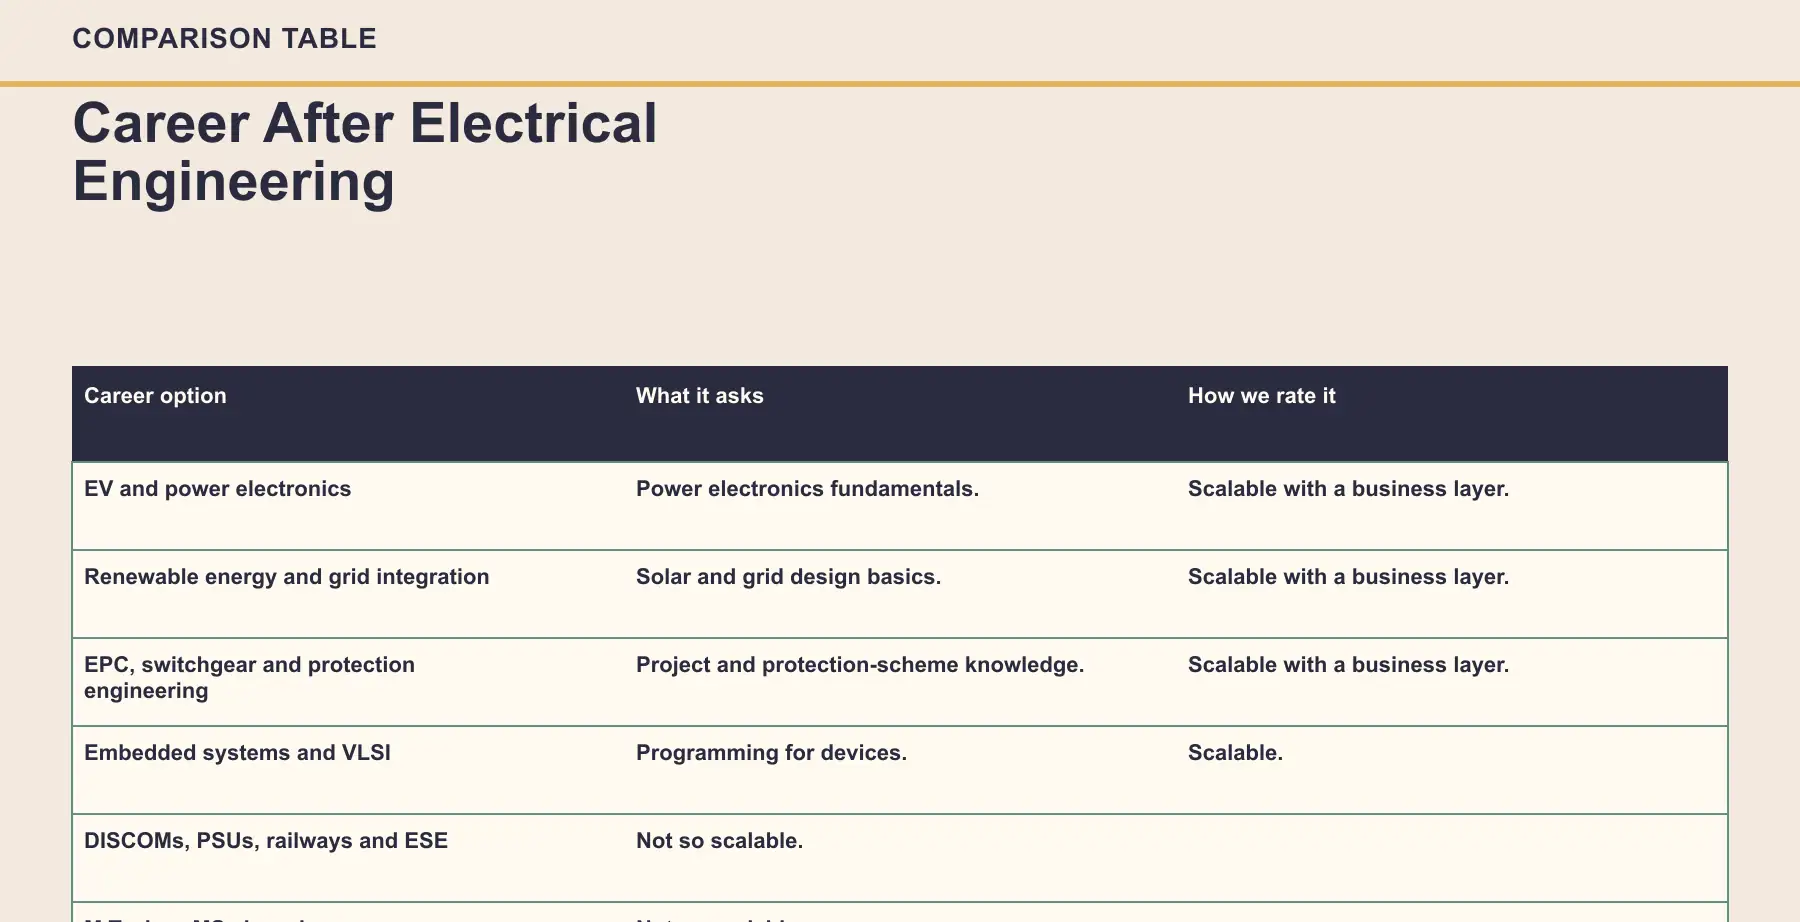 COMPARISON TABLE
Career After Electrical
Engineering
Career option What it asks How we rate it
EV and power electronics Power electronics fundamentals. Scalable with a business layer.
Renewable energy and grid integration Solar and grid design basics. Scalable with a business layer.
EPC, switchgear and protection Project and protection-scheme knowledge. Scalable with a business layer.
engineering
Embedded systems and VLSI Programming for devices. Scalable.
DISCOMs, PSUs, railways and ESE Not so scalable.